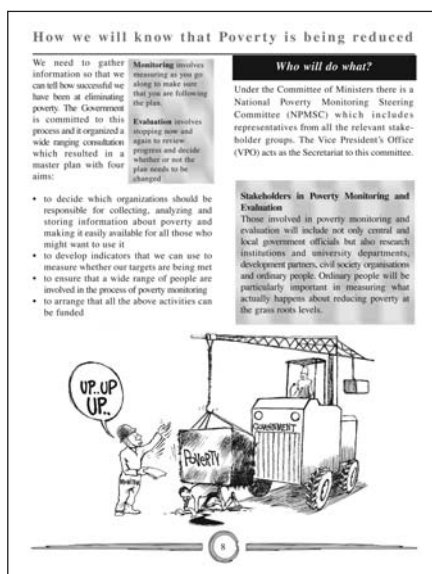 How we will know that Poverty is being reduced
We need to gather
information so that we
can tell how successful we
have been at eliminating
poverty. The Government
is committed to this
process and it organized a
wide ranging consultation
which resulted in a
master plan with four
aims:
Monitoring involves
measuring as you go
along to make sure
that you are following
the plan.
Evaluation involves
stopping now and
again to review
progress and decide
whether or not the
plan needs to be
changed
• to decide which organizations should be
responsible for collecting, analyzing and
storing information about poverty and
making it easily available for all those who
might want to use it
• to develop indicators that we can use to
measure whether our targets are being met
• to ensure that a wide range of people are
involved in the process of poverty monitoring
• to arrange that all the above activities can
be funded
Who will do what?
Under the Committee of Ministers there is a
National Poverty Monitoring Steering
Committee (NPMSC) which includes
representatives from all the relevant stake-
holder groups. The Vice President's Office
(VPO) acts as the Secretariat to this committee.
Stakeholders in Poverty Monitoring and
Evaluation
Those involved in poverty monitoring and
evaluation will include not only central and
local government officials but also research
institutions and university departments,
development partners, civil society organisations
and ordinary people. Ordinary people will be
particularly important in measuring what
actually happens about reducing poverty at
the grass roots levels.
UP..UP
UP..
POVERTY
GOVERNMENT
8